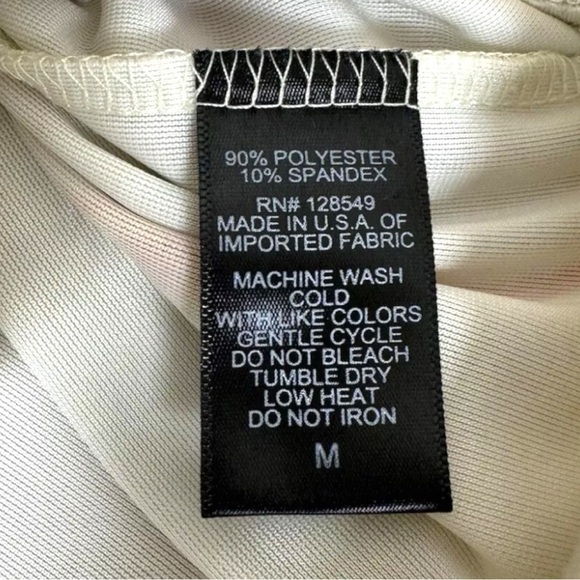 90% POLYESTER
10% SPANDEX
RN# 128549
MADE IN U.S.A. OF
IMPORTED FABRIC
MACHINE WASH
COLD
WITH LIKE COLORS
GENTLE CYCLE
DO NOT BLEACH
TUMBLE DRY
LOW HEAT
DO NOT IRON
M